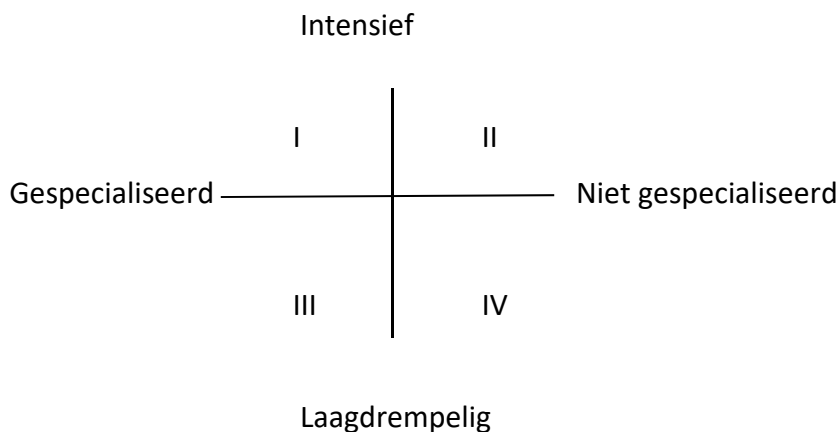 Intensief
I II
Gespecialiseerd Niet gespecialiseerd
III IV
Laagdrempelig